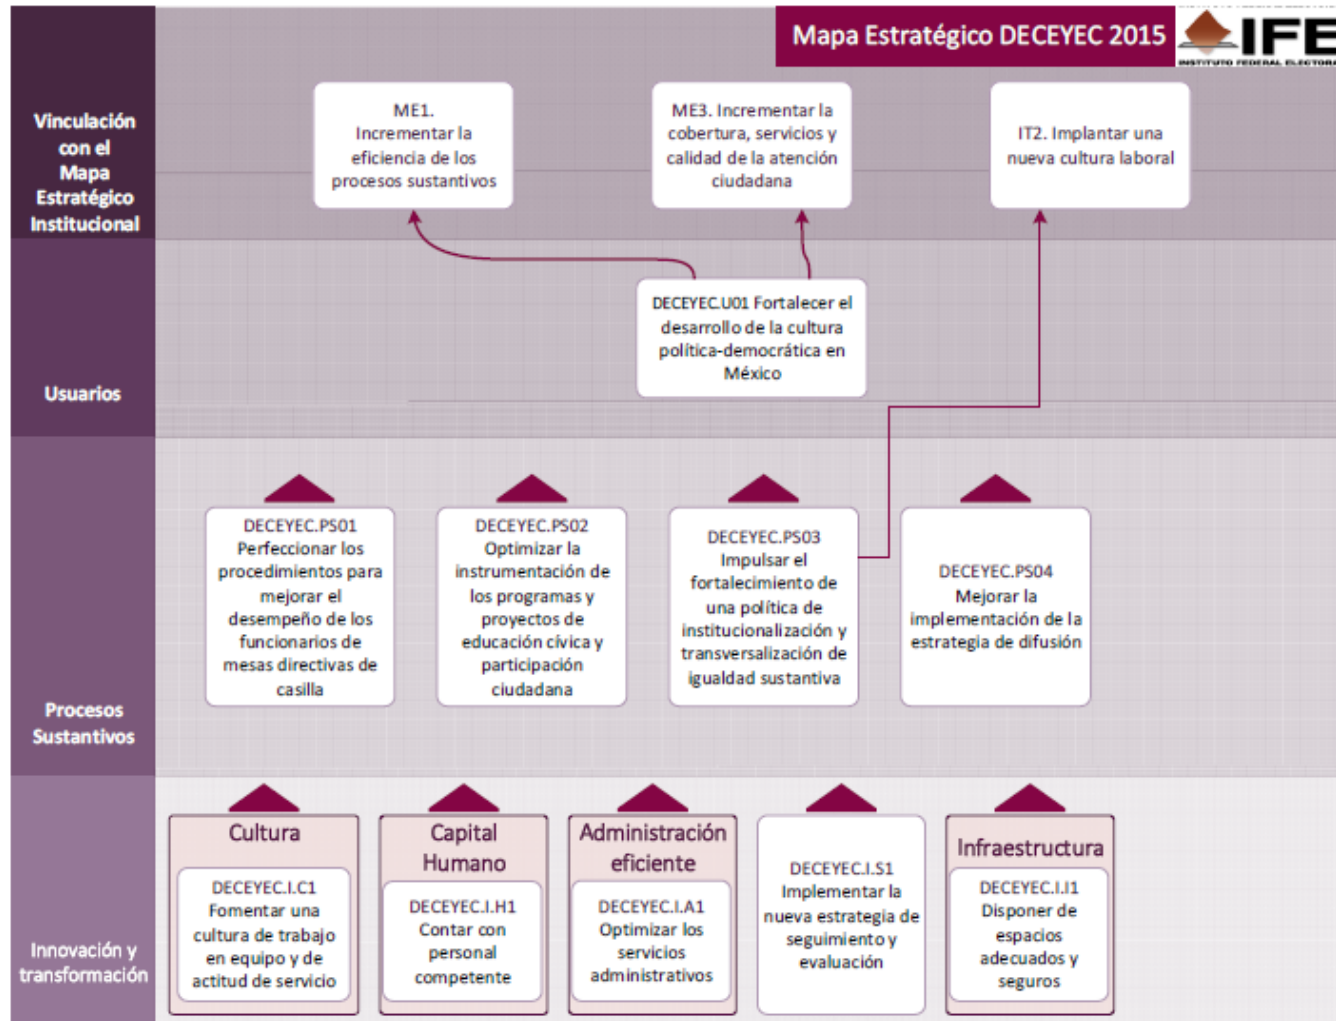 Mapa Estratégico DECEYEC 2015
IFE
INSTITUTO FEDERAL ELECTORA
Vinculación
con el
Mapa
Estratégico
Institucional
ME1.
Incrementar la
eficiencia de los
procesos sustantivos
ME3. Incrementar la
cobertura, servicios y
calidad de la atención
ciudadana
IT2. Implantar una
nueva cultura laboral
Usuarios
DECEYEC.U01 Fortalecer el
desarrollo de la cultura
política-democrática en
México
Procesos
Sustantivos
DECEYEC.PS01
Perfeccionar los
procedimientos para
mejorar el
desempeño de los
funcionarios de
mesas directivas de
casilla
DECEYEC.PS02
Optimizar la
instrumentación de
los programas y
proyectos de
educación cívica y
participación
ciudadana
DECEYEC.PS03
Impulsar el
fortalecimiento de
una política de
institucionalización y
transversalización de
igualdad sustantiva
DECEYEC.PS04
Mejorar la
implementación de la
estrategia de difusión
Innovación y
transformación
Cultura
DECEYEC.I.C1
Fomentar una
cultura de trabajo
en equipo y de
actitud de servicio
Capital
Humano
DECEYEC.I.H1
Contar con
personal
competente
Administración
eficiente
DECEYEC.I.A1
Optimizar los
servicios
administrativos
DECEYEC.I.S1
Implementar la
nueva estrategia de
seguimiento y
evaluación
Infraestructura
DECEYEC.I.I1
Disponer de
espacios
adecuados y
seguros